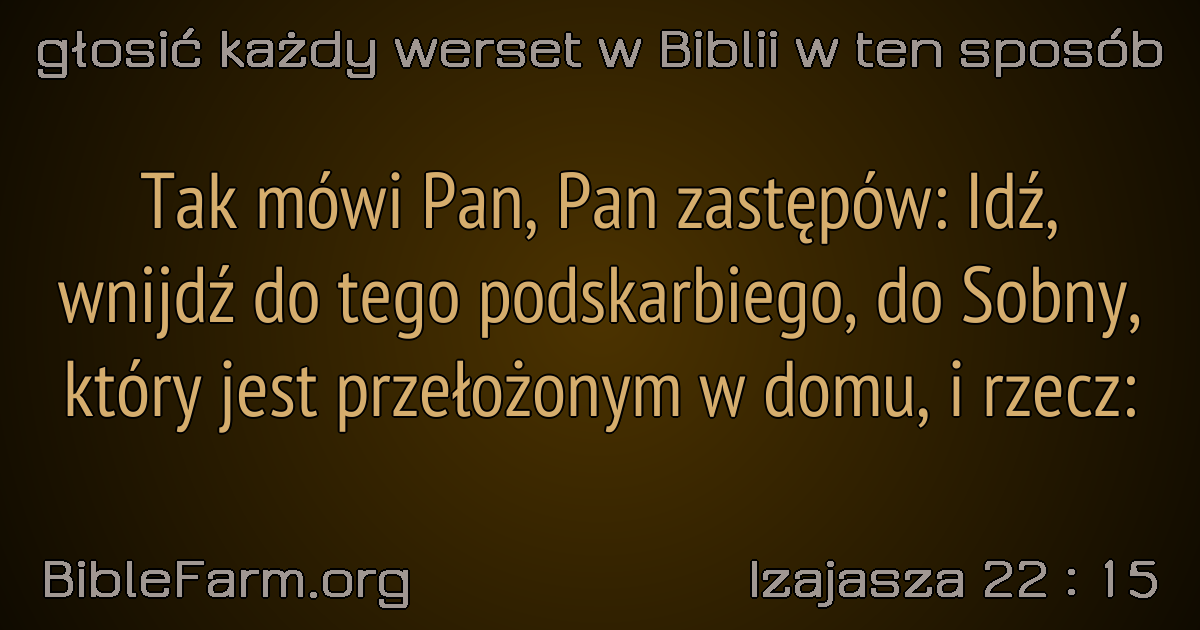 głosić każdy werset w Biblii w ten sposób
Tak mówi Pan, Pan zastępów: Idź,
wnijdź do tego podskarbiego, do Sobny,
który jest przełożonym w domu, i rzecz:
BibleFarm.org
Izajasza 22 : 15